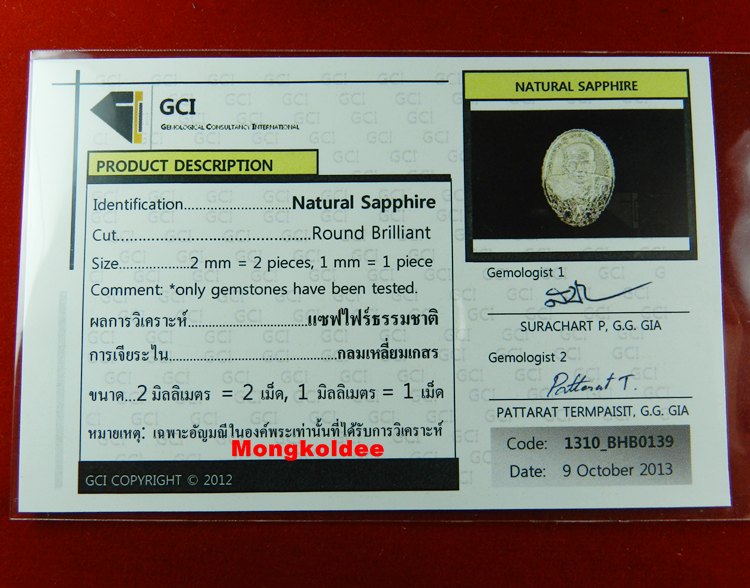 GCI
GEMOLOGICAL CONSULTANCY INTERNATIONAL
PRODUCT DESCRIPTION
Identification..........................Natural Sapphire
Cut..........................................Round Brilliant
Size...............2 mm = 2 pieces, 1 mm = 1 piece
Comment: *only gemstones have been tested.
ผลการวิเคราะห์..........................แซฟไฟร์ธรรมชาติ
การเจียระไน....................................กลมเหลี่ยมเกสร
ขนาด...2 มิลลิเมตร = 2 เม็ด, 1 มิลลิเมตร = 1 เม็ด
หมายเหตุ: เฉพาะอัญมณีในองค์พระเท่านั้นที่ได้รับการวิเคราะห์
Mongkoldee
GCI COPYRIGHT © 2012
NATURAL SAPPHIRE
Gemologist 1
SURACHART P, G.G. GIA
Gemologist 2
Pattarat T.
PATTARAT TERMPAISIT, G.G. GIA
Code: 1310_BHB0139
Date: 9 October 2013